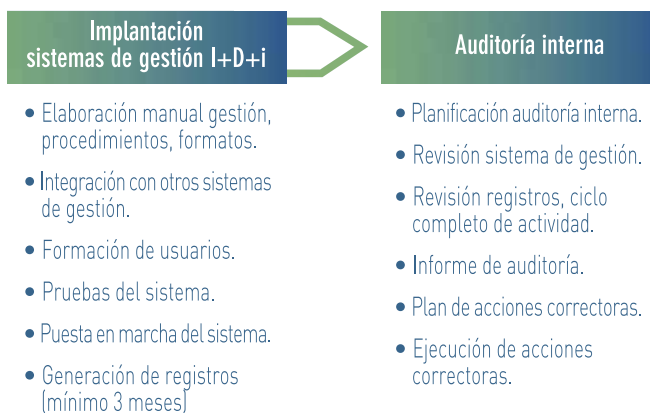 Implantación
sistemas de gestión I+D+i
• Elaboración manual gestión,
procedimientos, formatos.
• Integración con otros sistemas
de gestión.
• Formación de usuarios.
• Pruebas del sistema.
• Puesta en marcha del sistema.
• Generación de registros
(mínimo 3 meses)
Auditoría interna
• Planificación auditoría interna.
• Revisión sistema de gestión.
• Revisión registros, ciclo
completo de actividad.
• Informe de auditoría.
• Plan de acciones correctoras.
• Ejecución de acciones
correctoras.